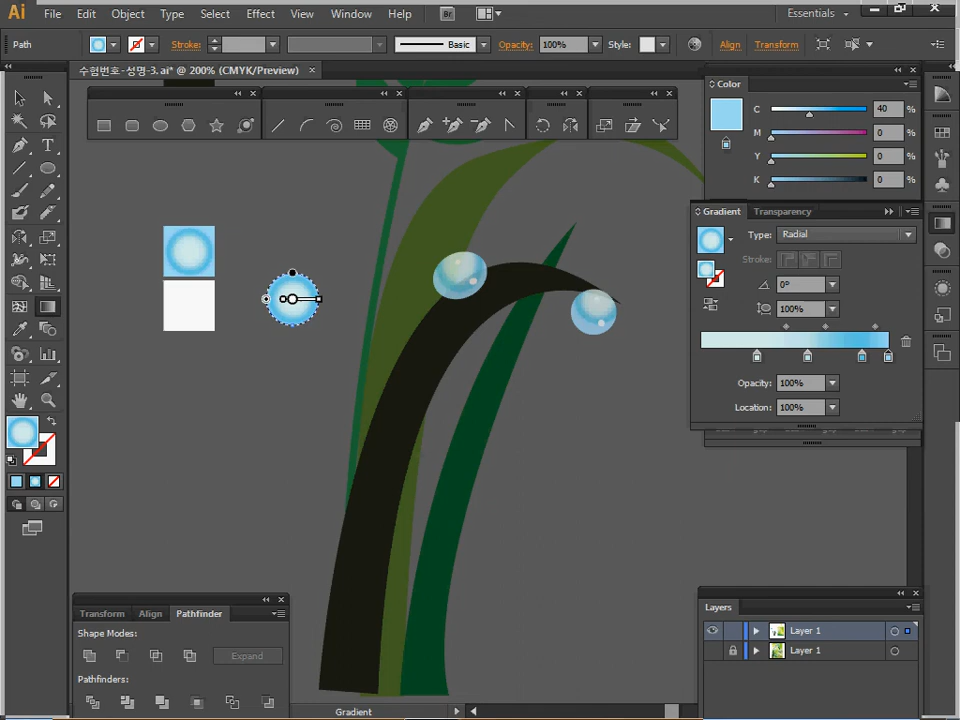 Ai File Edit Object Type Select Effect View Window Help Br Essentials
Path Stroke: Basic Opacity: 100% Style: Align Transform
수험번호-성명-3.ai* @ 200% (CMYK/Preview)
Color
C 40 %
M 0 %
Y 0 %
K 0 %
Gradient Transparency
Type: Radial
Stroke:
0°
100%
Opacity: 100%
Location: 100%
Transform Align Pathfinder
Shape Modes:
Expand
Pathfinders:
Layers
Layer 1
Layer 1
Gradient